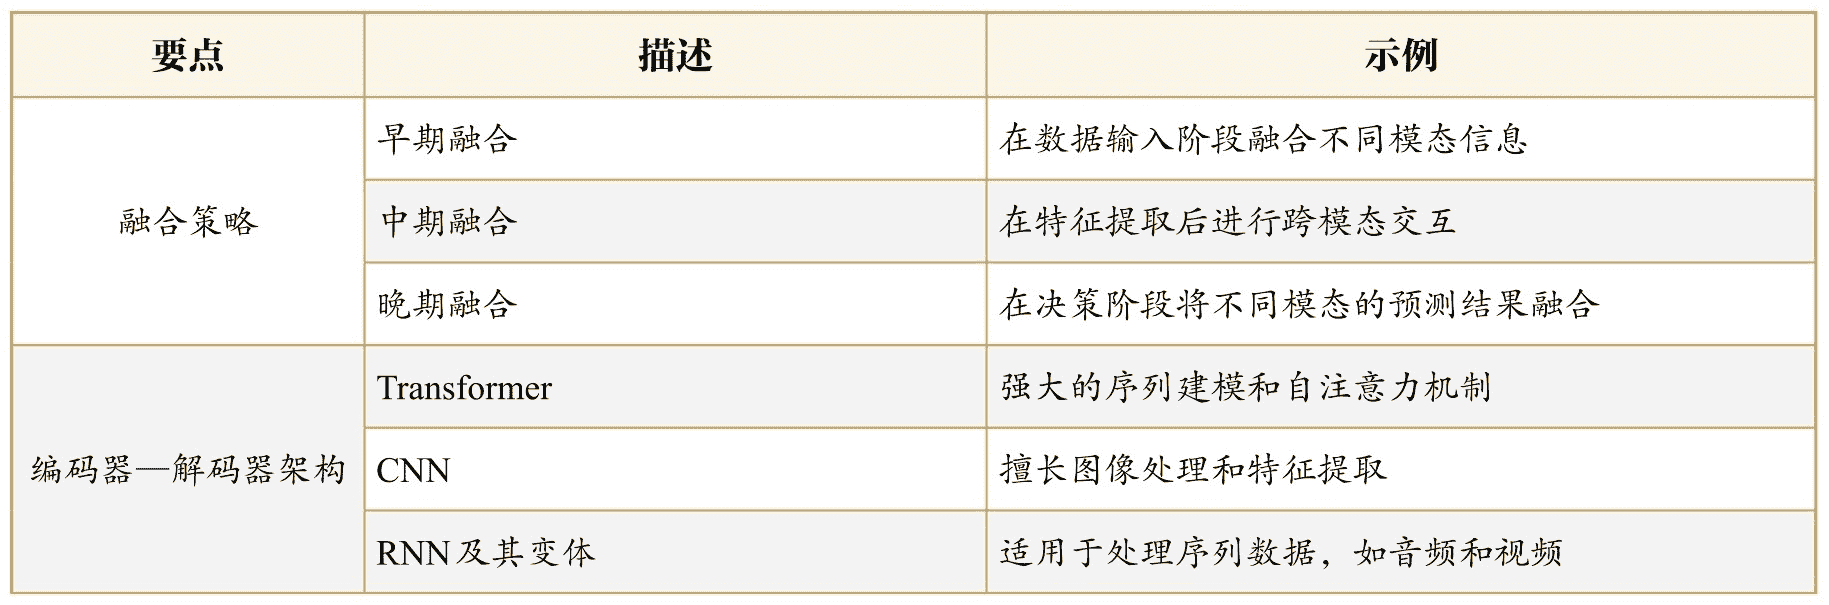 要点 描述 示例
早期融合 在数据输入阶段融合不同模态信息
融合策略 中期融合 在特征提取后进行跨模态交互
晚期融合 在决策阶段将不同模态的预测结果融合
Transformer 强大的序列建模和自注意力机制
编码器—解码器架构 CNN 擅长图像处理和特征提取
RNN及其变体 适用于处理序列数据，如音频和视频